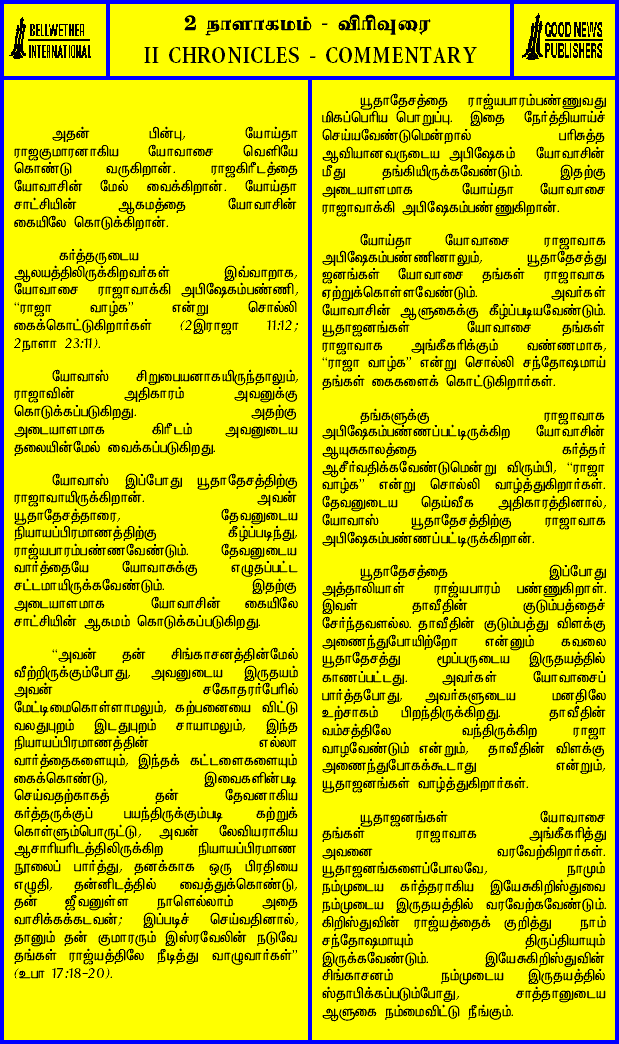 BELLWETHER
INTERNATIONAL
2 நாளாகமம் - விரிவுரை
II CHRONICLES - COMMENTARY
GOOD NEWS
PUBLISHERS
அதன் பின்பு, யோய்தா
ராஜகுமாரனாகிய யோவாசை வெளியே
கொண்டு வருகிறான். ராஜகிரீடத்தை
யோவாசின் மேல் வைக்கிறான். யோய்தா
சாட்சியின் ஆகமத்தை யோவாசின்
கையிலே கொடுக்கிறான்.
கர்த்தருடைய
ஆலயத்திலிருக்கிறவர்கள் இவ்வாறாக,
யோவாசை ராஜாவாக்கி அபிஷேகம்பண்ணி,
“ராஜா வாழ்க” என்று சொல்லி
கைக்கொட்டுகிறார்கள் (2இராஜா 11:12;
2நாளா 23:11).
யோவாஸ் சிறுபையனாகயிருந்தாலும்,
ராஜாவின் அதிகாரம் அவனுக்கு
கொடுக்கப்படுகிறது. அதற்கு
அடையாளமாக கிரீடம் அவனுடைய
தலையின்மேல் வைக்கப்படுகிறது.
யோவாஸ் இப்போது யூதாதேசத்திற்கு
ராஜாவாயிருக்கிறான். அவன்
யூதாதேசத்தாரை, தேவனுடைய
நியாயப்பிரமாணத்திற்கு கீழ்ப்படிந்து,
ராஜ்யபாரம்பண்ணவேண்டும். தேவனுடைய
வார்த்தையே யோவாசுக்கு எழுதப்பட்ட
சட்டமாயிருக்கவேண்டும். இதற்கு
அடையாளமாக யோவாசின் கையிலே
சாட்சியின் ஆகமம் கொடுக்கப்படுகிறது.
“அவன் தன் சிங்காசனத்தின்மேல்
வீற்றிருக்கும்போது, அவனுடைய இருதயம்
அவன் சகோதரர்பேரில்
மேட்டிமைகொள்ளாமலும், கற்பனையை விட்டு
வலதுபுறம் இடதுபுறம் சாயாமலும், இந்த
நியாயப்பிரமாணத்தின் எல்லா
வார்த்தைகளையும், இந்தக் கட்டளைகளையும்
கைக்கொண்டு, இவைகளின்படி
செய்வதற்காகத் தன் தேவனாகிய
கர்த்தருக்குப் பயந்திருக்கும்படி கற்றுக்
கொள்ளும்பொருட்டு, அவன் லேவியராகிய
ஆசாரியரிடத்திலிருக்கிற நியாயப்பிரமாண
நூலைப் பார்த்து, தனக்காக ஒரு பிரதியை
எழுதி, தன்னிடத்தில் வைத்துக்கொண்டு,
தன் ஜீவனுள்ள நாளெல்லாம் அதை
வாசிக்கக்கடவன்; இப்படிச் செய்வதினால்,
தானும் தன் குமாரரும் இஸ்ரவேலின் நடுவே
தங்கள் ராஜ்யத்திலே நீடித்து வாழுவார்கள்”
(உபா 17:18-20).
யூதாதேசத்தை ராஜ்யபாரம்பண்ணுவது
மிகப்பெரிய பொறுப்பு. இதை நேர்த்தியாய்ச்
செய்யவேண்டுமென்றால் பரிசுத்த
ஆவியானவருடைய அபிஷேகம் யோவாசின்
மீது தங்கியிருக்கவேண்டும். இதற்கு
அடையாளமாக யோய்தா யோவாசை
ராஜாவாக்கி அபிஷேகம்பண்ணுகிறான்.
யோய்தா யோவாசை ராஜாவாக
அபிஷேகம்பண்ணினாலும், யூதாதேசத்து
ஜனங்கள் யோவாசை தங்கள் ராஜாவாக
ஏற்றுக்கொள்ளவேண்டும். அவர்கள்
யோவாசின் ஆளுகைக்கு கீழ்ப்படியவேண்டும்.
யூதாஜனங்கள் யோவாசை தங்கள்
ராஜாவாக அங்கீகரிக்கும் வண்ணமாக,
“ராஜா வாழ்க” என்று சொல்லி சந்தோஷமாய்
தங்கள் கைகளைக் கொட்டுகிறார்கள்.
தங்களுக்கு ராஜாவாக
அபிஷேகம்பண்ணப்பட்டிருக்கிற யோவாசின்
ஆயுசுகாலத்தை கர்த்தர்
ஆசீர்வதிக்கவேண்டுமென்று விரும்பி, “ராஜா
வாழ்க” என்று சொல்லி வாழ்த்துகிறார்கள்.
தேவனுடைய தெய்வீக அதிகாரத்தினால்,
யோவாஸ் யூதாதேசத்திற்கு ராஜாவாக
அபிஷேகம்பண்ணப்பட்டிருக்கிறான்.
யூதாதேசத்தை இப்போது
அத்தாலியாள் ராஜ்யபாரம் பண்ணுகிறாள்.
இவள் தாவீதின் குடும்பத்தைச்
சேர்ந்தவளல்ல. தாவீதின் குடும்பத்து விளக்கு
அணைந்துபோயிற்றோ என்னும் கவலை
யூதாதேசத்து மூப்பருடைய இருதயத்தில்
காணப்பட்டது. அவர்கள் யோவாசைப்
பார்த்தபோது, அவர்களுடைய மனதிலே
உற்சாகம் பிறந்திருக்கிறது. தாவீதின்
வம்சத்திலே வந்திருக்கிற ராஜா
வாழவேண்டும் என்றும், தாவீதின் விளக்கு
அணைந்துபோகக்கூடாது என்றும்,
யூதாஜனங்கள் வாழ்த்துகிறார்கள்.
யூதாஜனங்கள் யோவாசை
தங்கள் ராஜாவாக அங்கீகரித்து
அவனை வரவேற்கிறார்கள்.
யூதாஜனங்களைப்போலவே, நாமும்
நம்முடைய கர்த்தராகிய இயேசுகிறிஸ்துவை
நம்முடைய இருதயத்தில் வரவேற்கவேண்டும்.
கிறிஸ்துவின் ராஜ்யத்தைக் குறித்து நாம்
சந்தோஷமாயும் திருப்தியாயும்
இருக்கவேண்டும். இயேசுகிறிஸ்துவின்
சிங்காசனம் நம்முடைய இருதயத்தில்
ஸ்தாபிக்கப்படும்போது, சாத்தானுடைய
ஆளுகை நம்மைவிட்டு நீங்கும்.